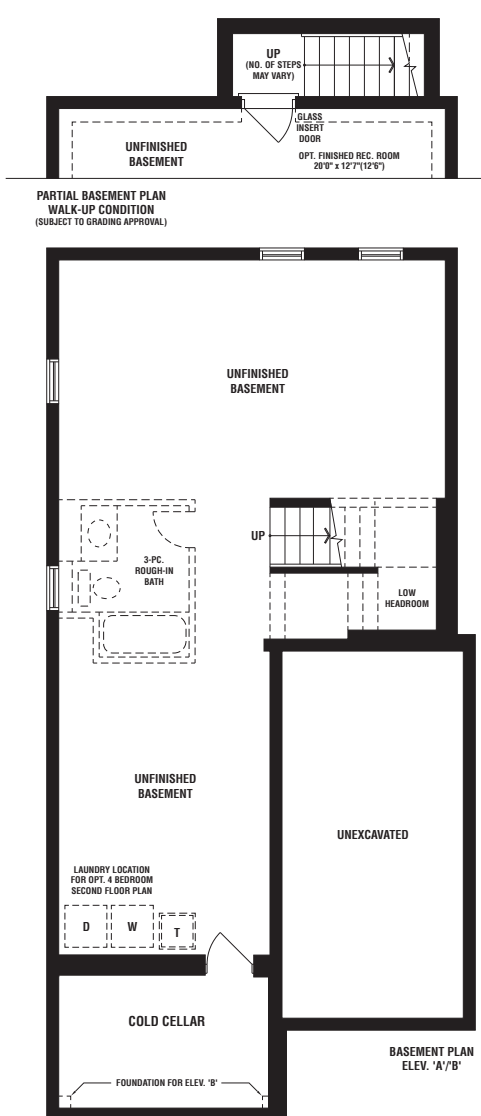 UP
(NO. OF STEPS
MAY VARY)
GLASS
INSERT
DOOR
UNFINISHED
BASEMENT
OPT. FINISHED REC. ROOM
20'0" x 12'7"(12'6")
PARTIAL BASEMENT PLAN
WALK-UP CONDITION
(SUBJECT TO GRADING APPROVAL)
UNFINISHED
BASEMENT
UP
3-PC.
ROUGH-IN
BATH
LOW
HEADROOM
UNFINISHED
BASEMENT
UNEXCAVATED
LAUNDRY LOCATION
FOR OPT. 4 BEDROOM
SECOND FLOOR PLAN
D W T
COLD CELLAR
BASEMENT PLAN
ELEV. 'A'/'B'
FOUNDATION FOR ELEV. 'B'